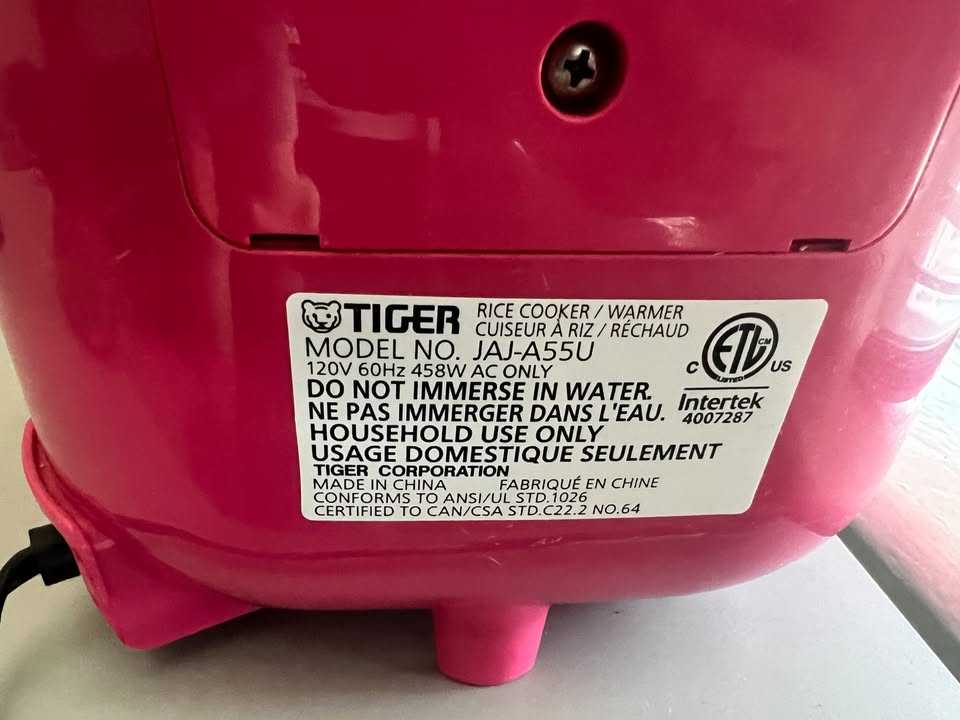 TIGER
RICE COOKER / WARMER
CUISEUR À RIZ / RÉCHAUD
MODEL NO. JAJ-A55U
120V 60Hz 458W AC ONLY
DO NOT IMMERSE IN WATER.
NE PAS IMMERGER DANS L'EAU.
HOUSEHOLD USE ONLY
USAGE DOMESTIQUE SEULEMENT
TIGER CORPORATION
MADE IN CHINA FABRIQUÉ EN CHINE
CONFORMS TO ANSI/UL STD.1026
CERTIFIED TO CAN/CSA STD.C22.2 NO.64
ETL CM
C LISTED US
Intertek
4007287